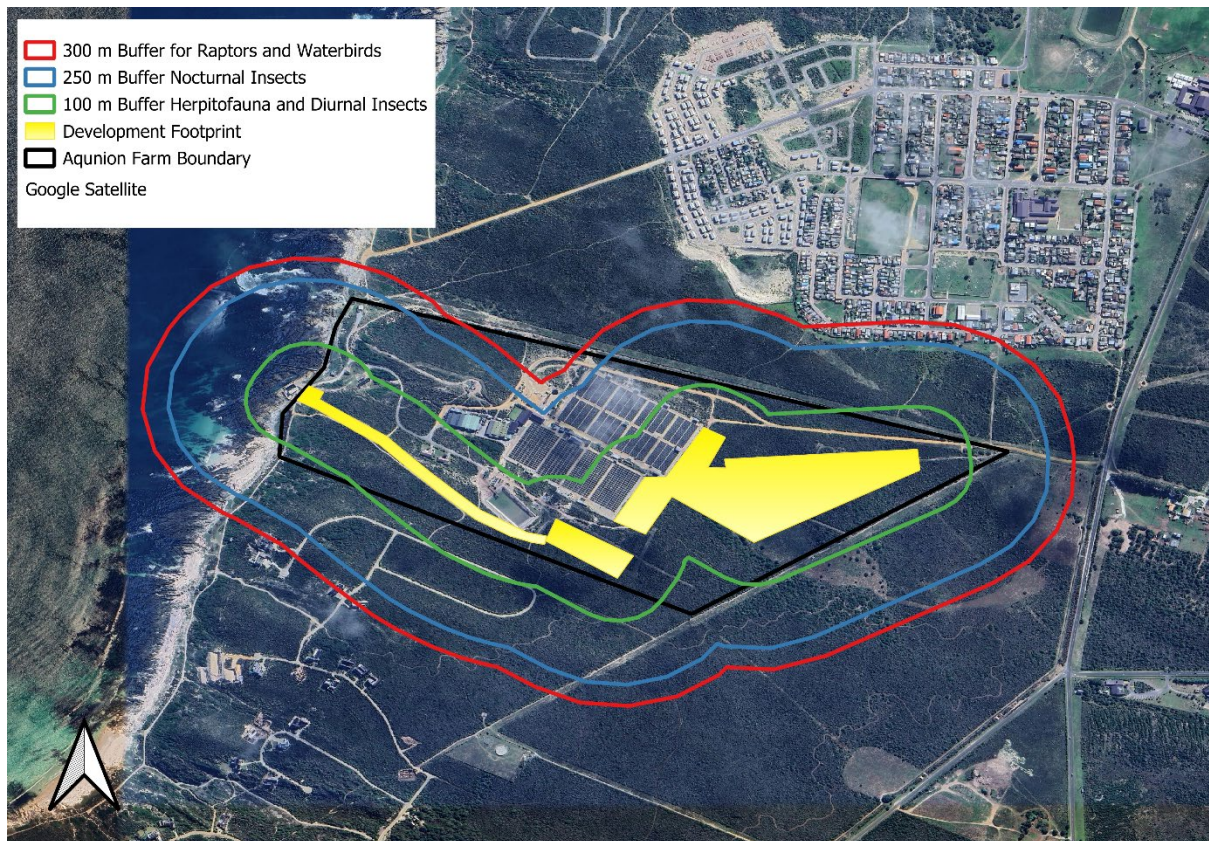 300 m Buffer for Raptors and Waterbirds
250 m Buffer Nocturnal Insects
100 m Buffer Herpitofauna and Diurnal Insects
Development Footprint
Aqunion Farm Boundary
Google Satellite